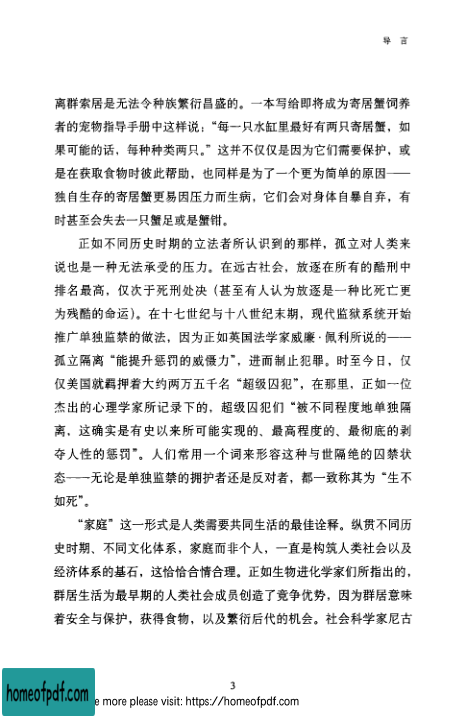 导 言
离群索居是无法令种族繁衍昌盛的。一本写给即将成为寄居蟹饲养
者的宠物指导手册中这样说：“每一只水缸里最好有两只寄居蟹，如
果可能的话，每种种类两只。”这并不仅仅是因为它们需要保护，或
是在获取食物时彼此帮助，也同样是为了一个更为简单的原因——
独自生存的寄居蟹更易因压力而生病，它们会对身体自暴自弃，有
时甚至会失去一只蟹足或是蟹钳。
正如不同历史时期的立法者所认识到的那样，孤立对人类来
说也是一种无法承受的压力。在远古社会，放逐在所有的酷刑中
排名最高，仅次于死刑处决（甚至有人认为放逐是一种比死亡更
为残酷的命运）。在十七世纪与十八世纪末期，现代监狱系统开始
推广单独监禁的做法，因为正如英国法学家威廉·佩利所说的——
孤立隔离“能提升惩罚的威慑力”，进而制止犯罪。时至今日，仅
仅美国就羁押着大约两万五千名“超级囚犯”，在那里，正如一位
杰出的心理学家所记录下的，超级囚犯们“被不同程度地单独隔
离，这确实是有史以来所可能实现的、最高程度的、最彻底的剥
夺人性的惩罚”。人们常用一个词来形容这种与世隔绝的囚禁状
态——无论是单独监禁的拥护者还是反对者，都一致称其为“生不
如死”。
“家庭”这一形式是人类需要共同生活的最佳诠释。纵贯不同历
史时期、不同文化体系，家庭而非个人，一直是构筑人类社会以及
经济体系的基石，这恰恰合情合理。正如生物进化学家们所指出的，
群居生活为最早期的人类社会成员创造了竞争优势，因为群居意味
着安全与保护，获得食物，以及繁衍后代的机会。社会科学家尼古
3
homeofpdf.com
e more please visit: https://homeofpdf.com